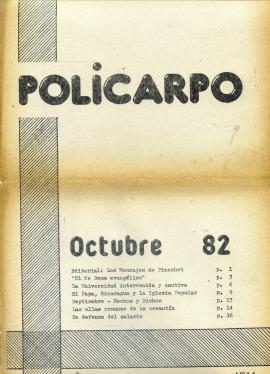 POLICARPO
Octubre 82
Editorial: Los Mensajes de Pinochet p. 1
"El Te Deum evangélico" p. 3
La Universidad intervenida y cautiva p. 6
El Papa, Nicaragua y la Iglesia Popular p. 9
Septiembre - Hechos y Dichos p. 13
Las ollas comunes de la cesantía p. 14
En defensa del salario p. 16